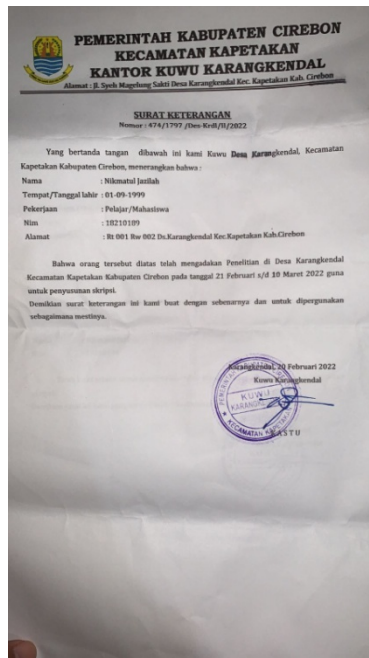 PEMERINTAH KABUPATEN CIREBON
KECAMATAN KAPETAKAN
KANTOR KUWU KARANGKENDAL
Alamat : Jl. Syeh Magelung Sakti Desa Karangkendal Kec. Kapetakan Kab. Cirebon
SURAT KETERANGAN
Nomor : 474/1797 /Des-Krdl/II/2022
Yang bertanda tangan dibawah ini kami Kuwu Desa Karangkendal, Kecamatan
Kapetakan Kabupaten Cirebon, menerangkan bahwa :
Nama : Nikmatul Jazilah
Tempat/Tanggal lahir : 01-09-1999
Pekerjaan : Pelajar/Mahasiswa
Nim : 18210189
Alamat : Rt 001 Rw 002 Ds.Karangkendal Kec.Kapetakan Kab.Cirebon
Bahwa orang tersebut diatas telah mengadakan Penelitian di Desa Karangkendal
Kecamatan Kapetakan Kabupaten Cirebon pada tanggal 21 Februari s/d 10 Maret 2022 guna
untuk penyusunan skripsi.
Demikian surat keterangan ini kami buat dengan sebenarnya dan untuk dipergunakan
sebagaimana mestinya.
Karangkendal, 20 Februari 2022
Kuwu Karangkendal
KUWU
KECAMATAN
KASTU